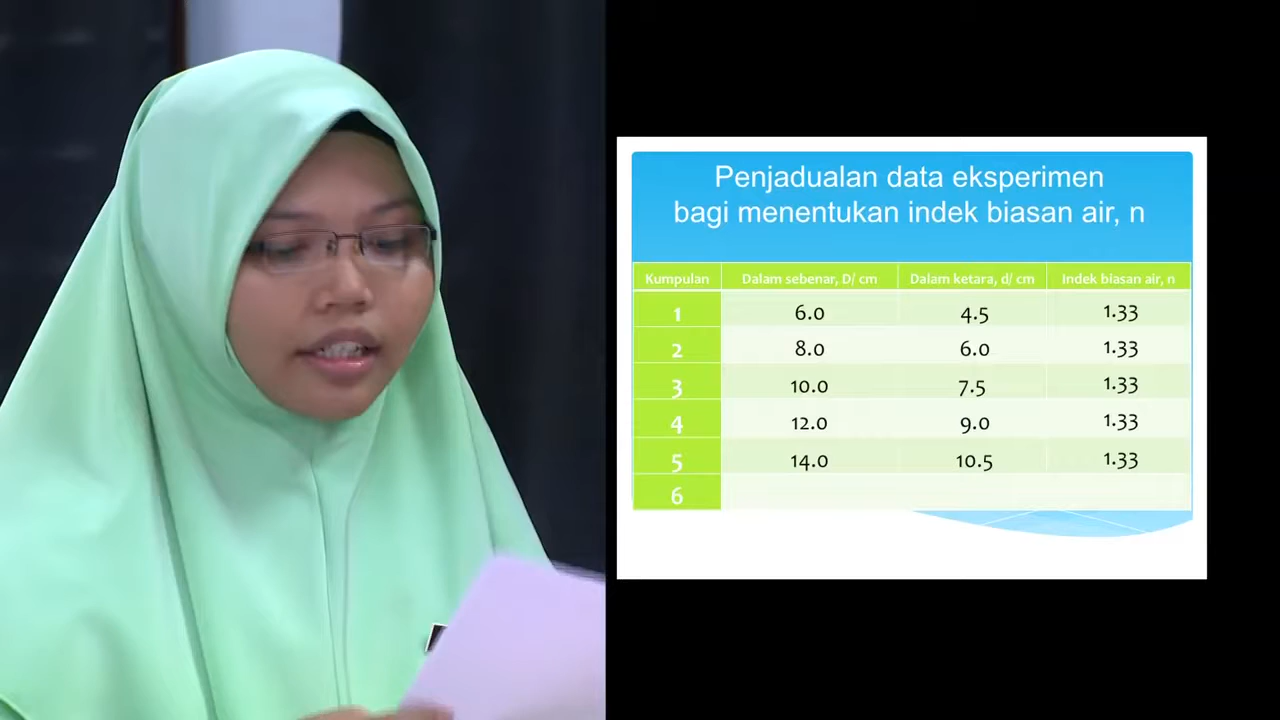 Penjadualan data eksperimen
bagi menentukan indek biasan air, n
Kumpulan Dalam sebenar, D/ cm Dalam ketara, d/ cm Indek biasan air, n
1 6.0 4.5 1.33
2 8.0 6.0 1.33
3 10.0 7.5 1.33
4 12.0 9.0 1.33
5 14.0 10.5 1.33
6